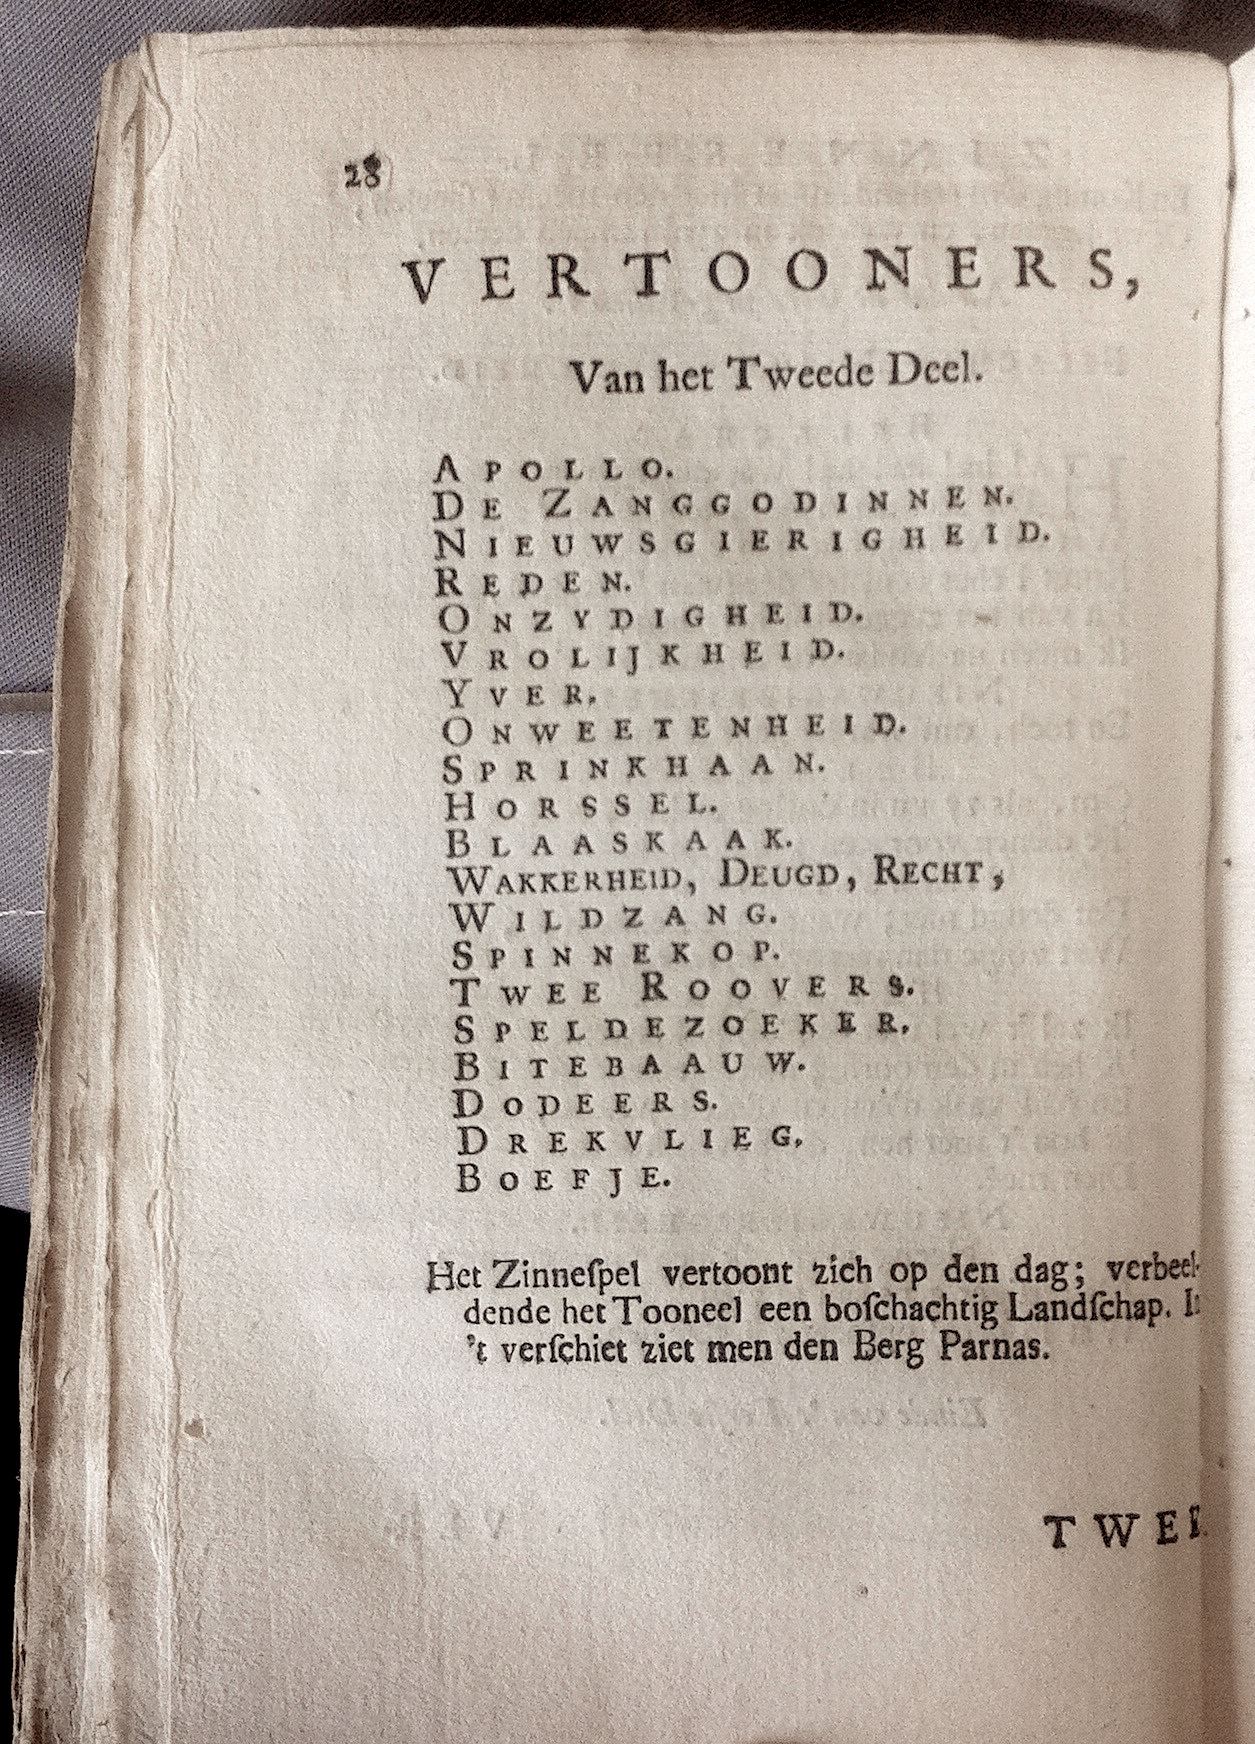 28
VERTOONERS,
Van het Tweede Deel.
APOLLO.
DE ZANGGODINNEN.
NIEUWSGIERIGHEID.
REDEN.
ONZYDIGHEID.
VROLIJKHEID.
YVER.
ONWEETENHEID.
SPRINKHAAN.
HORSSEL.
BLAASKAAK.
WAKKERHEID, DEUGD, RECHT,
WILDZANG.
SPINNEKOP.
TWEE ROOVERS.
SPELDEZOEKER.
BITEBAAUW.
DODEERS.
DREKVLIEG.
BOEFJE.
Het Zinneſpel vertoont zich op den dag; verbeel-
dende het Tooneel een boſchachtig Landſchap. In
't verſchiet ziet men den Berg Parnas.
TWEE